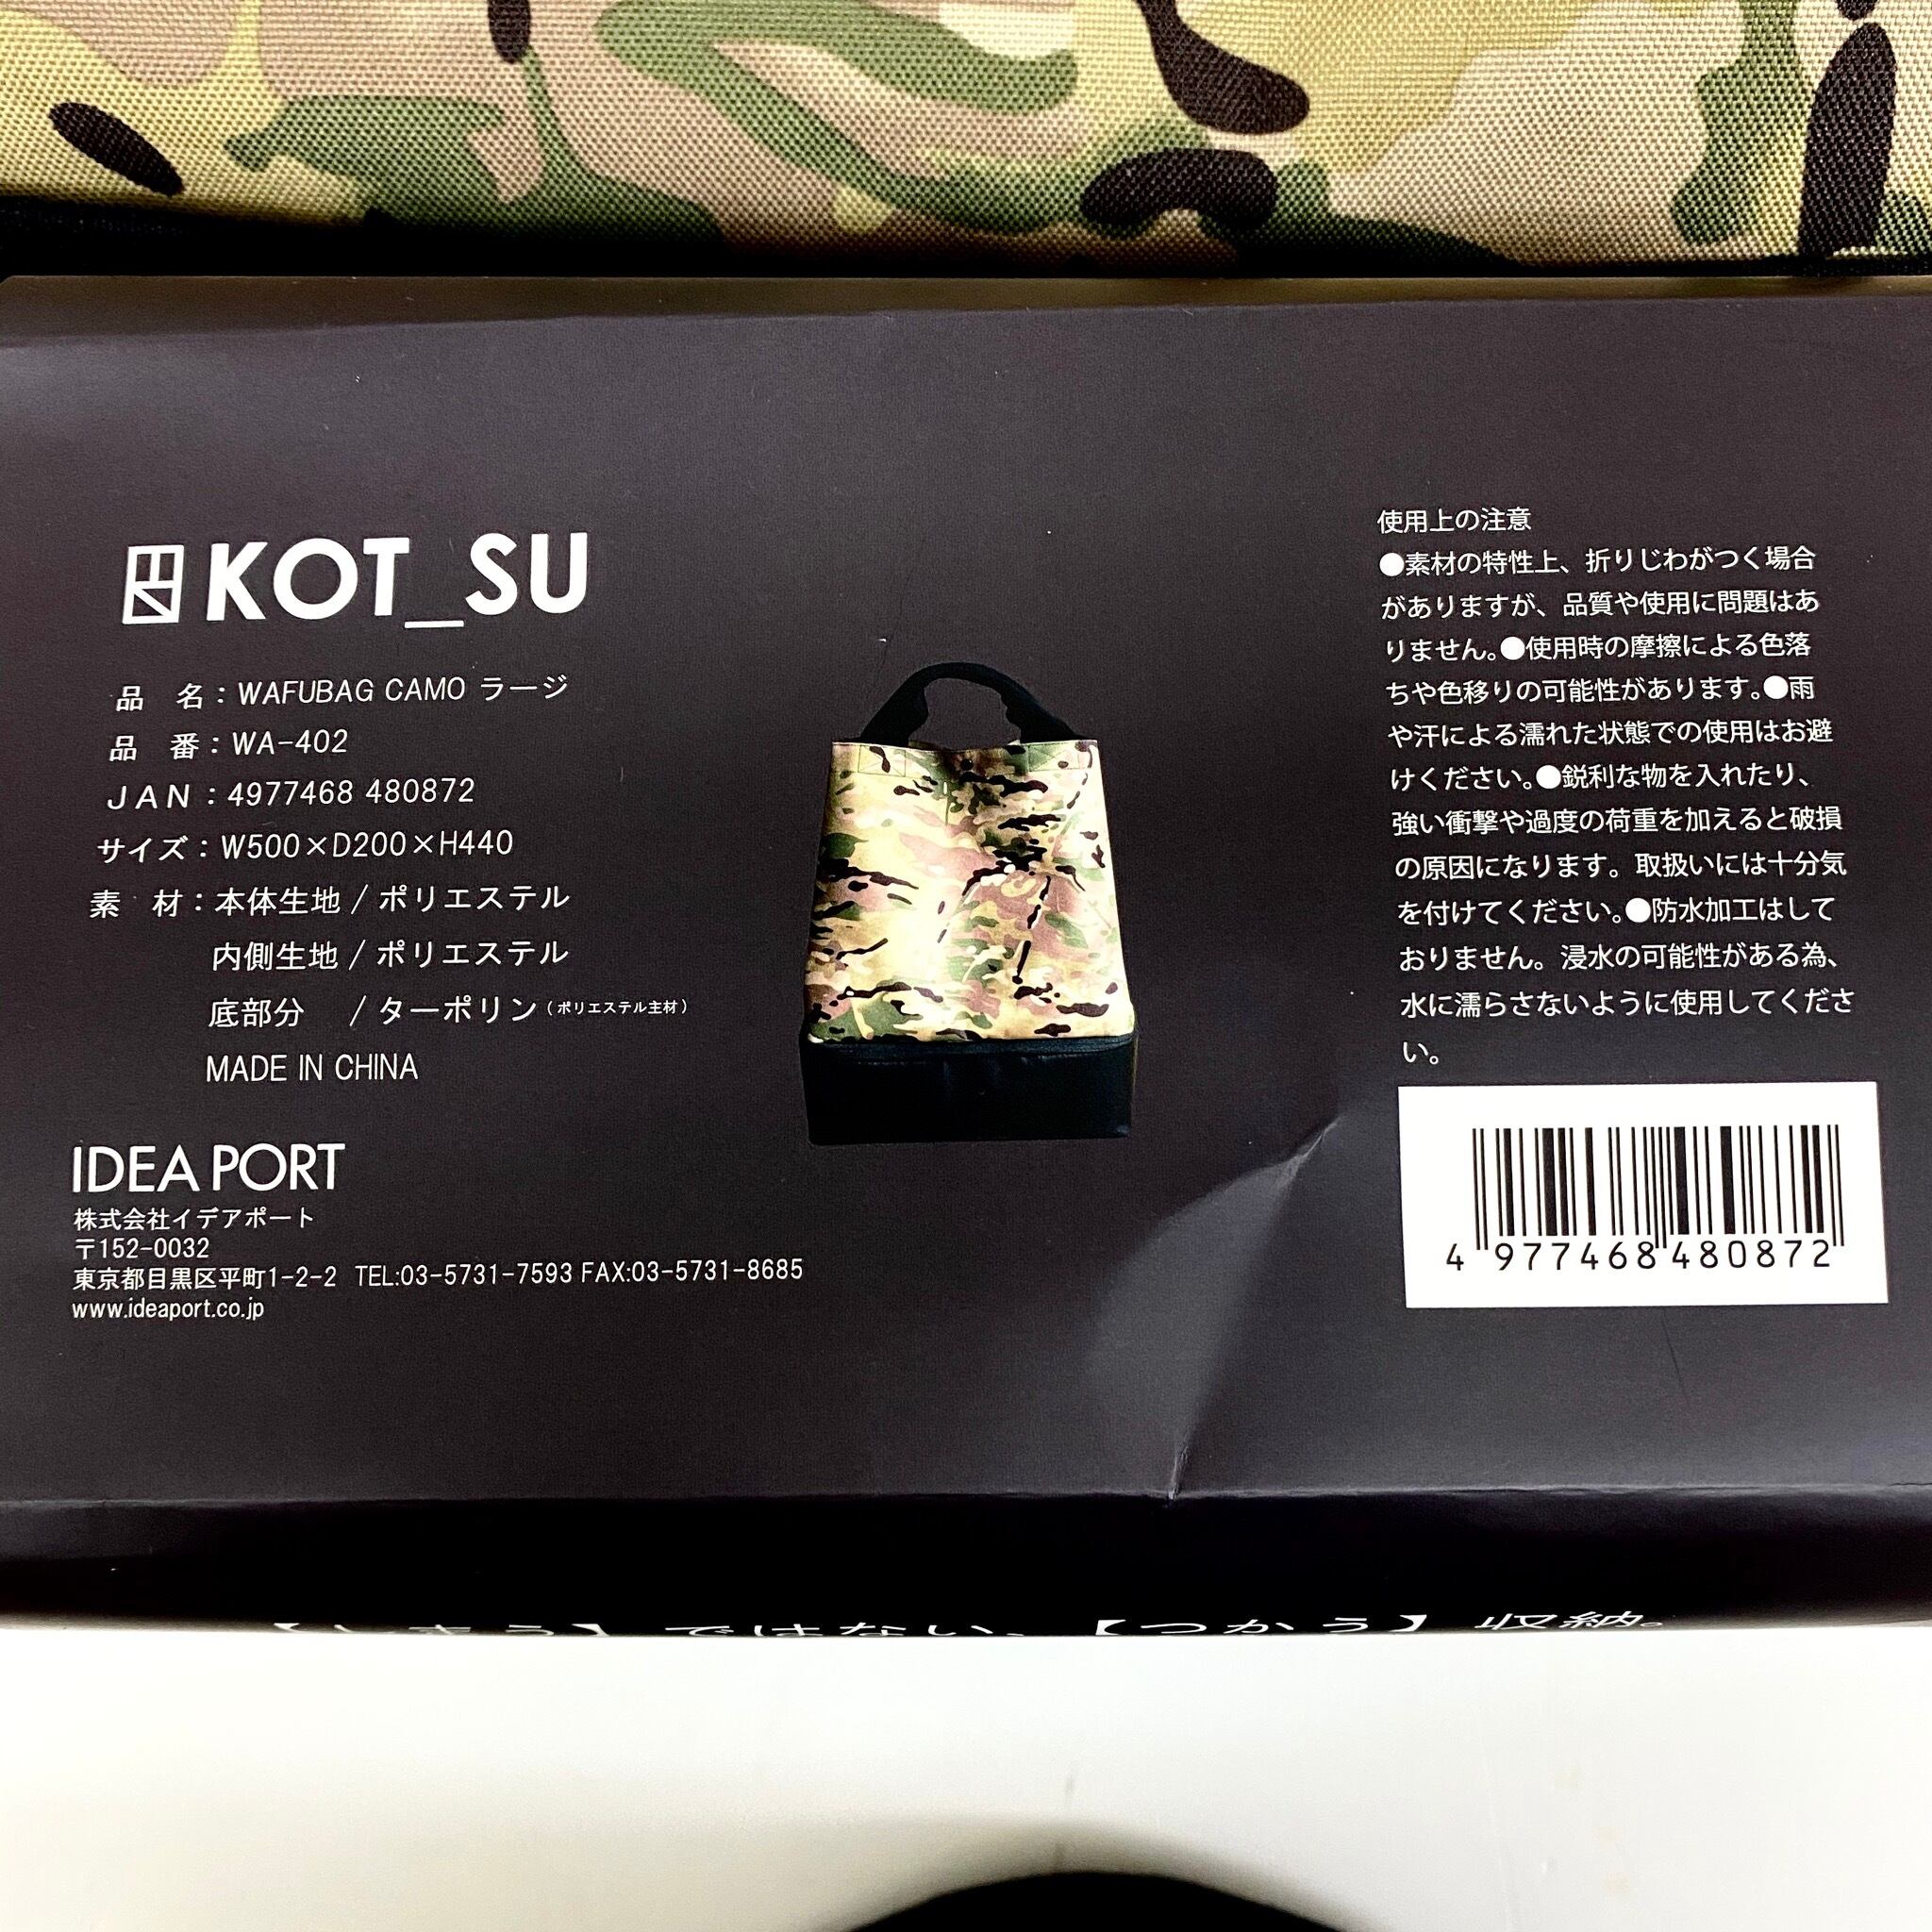 KOT_SU
品 名：WAFUBAG CAMO ラージ
品 番：WA-402
JAN：4977468 480872
サイズ：W500×D200×H440
素 材：本体生地 / ポリエステル
内側生地 / ポリエステル
底部分 / ターポリン（ポリエステル主材）
MADE IN CHINA
IDEA PORT
株式会社イデアポート
〒152-0032
東京都目黒区平町1-2-2 TEL:03-5731-7593 FAX:03-5731-8685
www.ideaport.co.jp
使用上の注意
●素材の特性上、折りじわがつく場合
がありますが、品質や使用に問題はあ
りません。●使用時の摩擦による色落
ちや色移りの可能性があります。●雨
や汗による濡れた状態での使用はお避
けください。●鋭利な物を入れたり、
強い衝撃や過度の荷重を加えると破損
の原因になります。取扱いには十分気
を付けてください。●防水加工はして
おりません。浸水の可能性がある為、
水に濡らさないように使用してくださ
い。
4 977468 480872
【しまう】ではない、【つかう】収納。